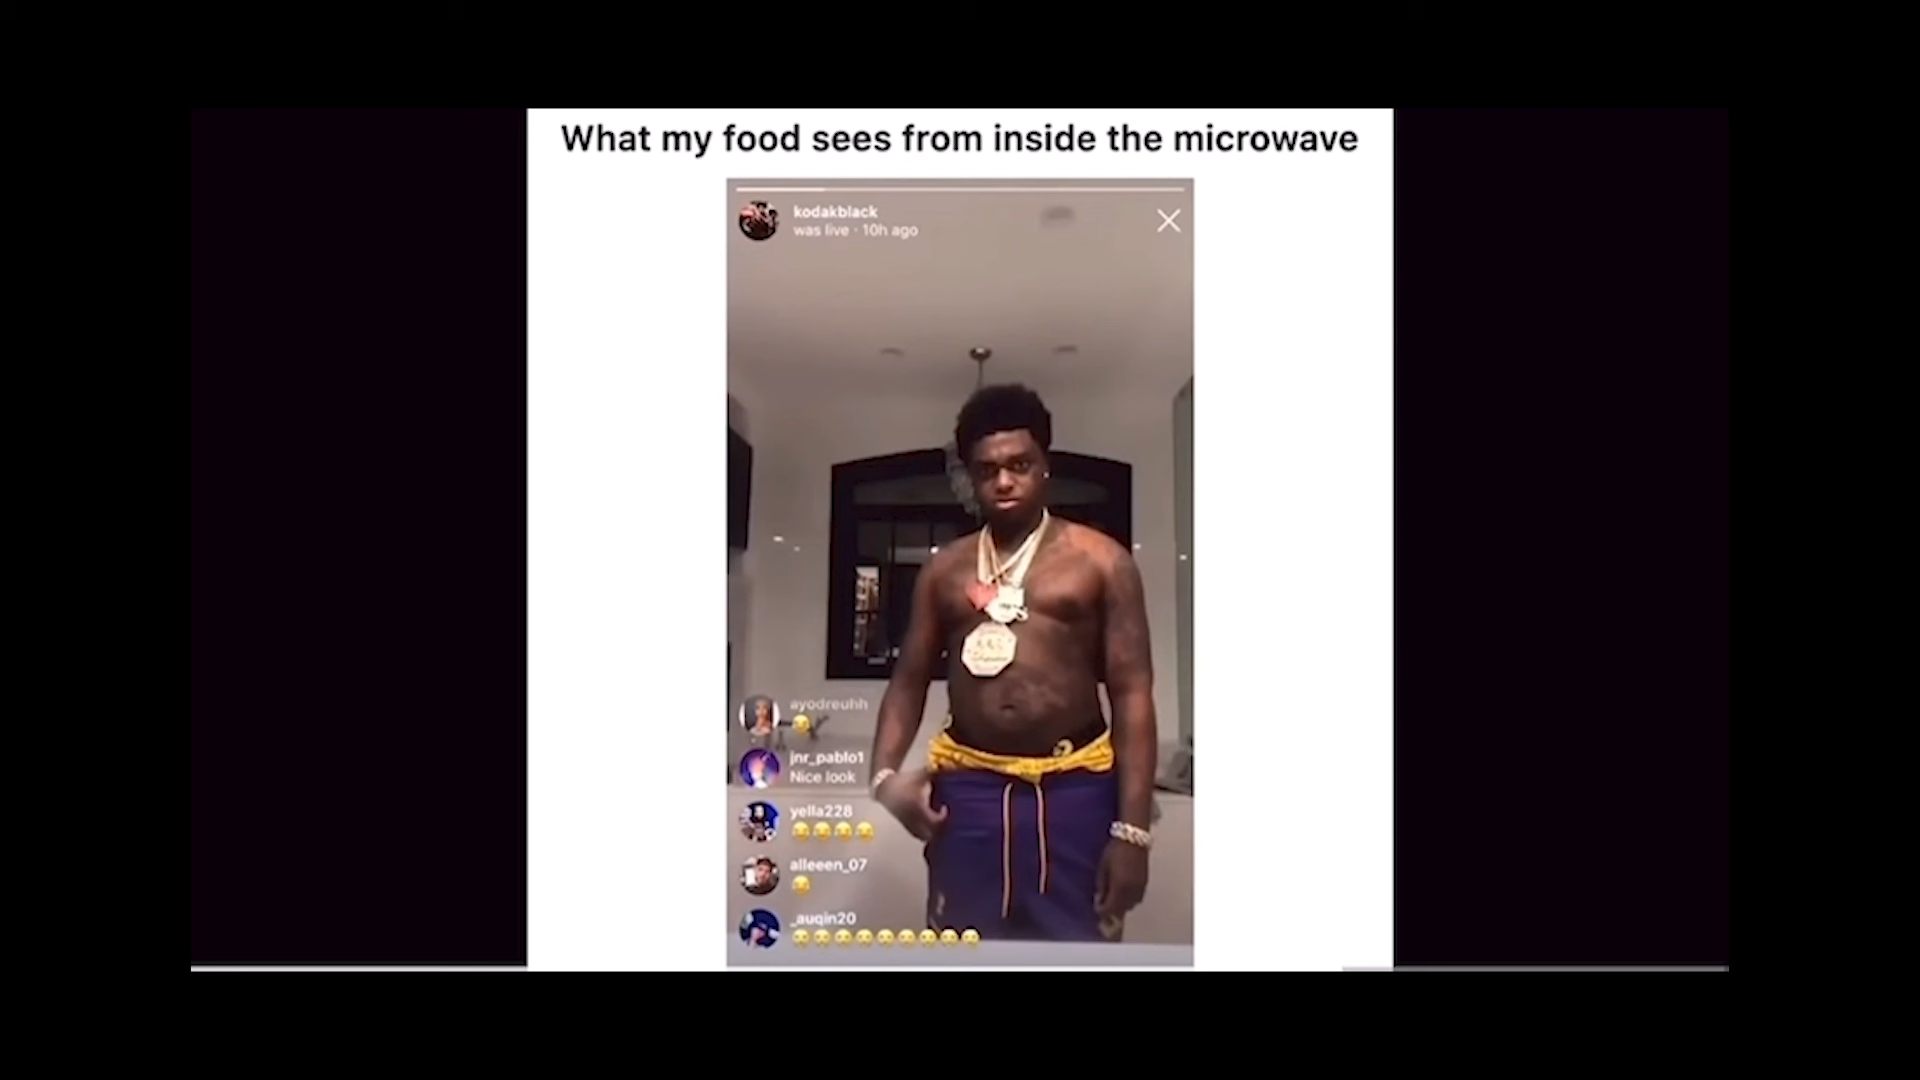 What my food sees from inside the microwave
kodakblack
was live · 10h ago
ayodreuhh
😂
jnr_pablo1
Nice look
yella228
😂😂😂😂
alleeen_07
😂
_auqin20